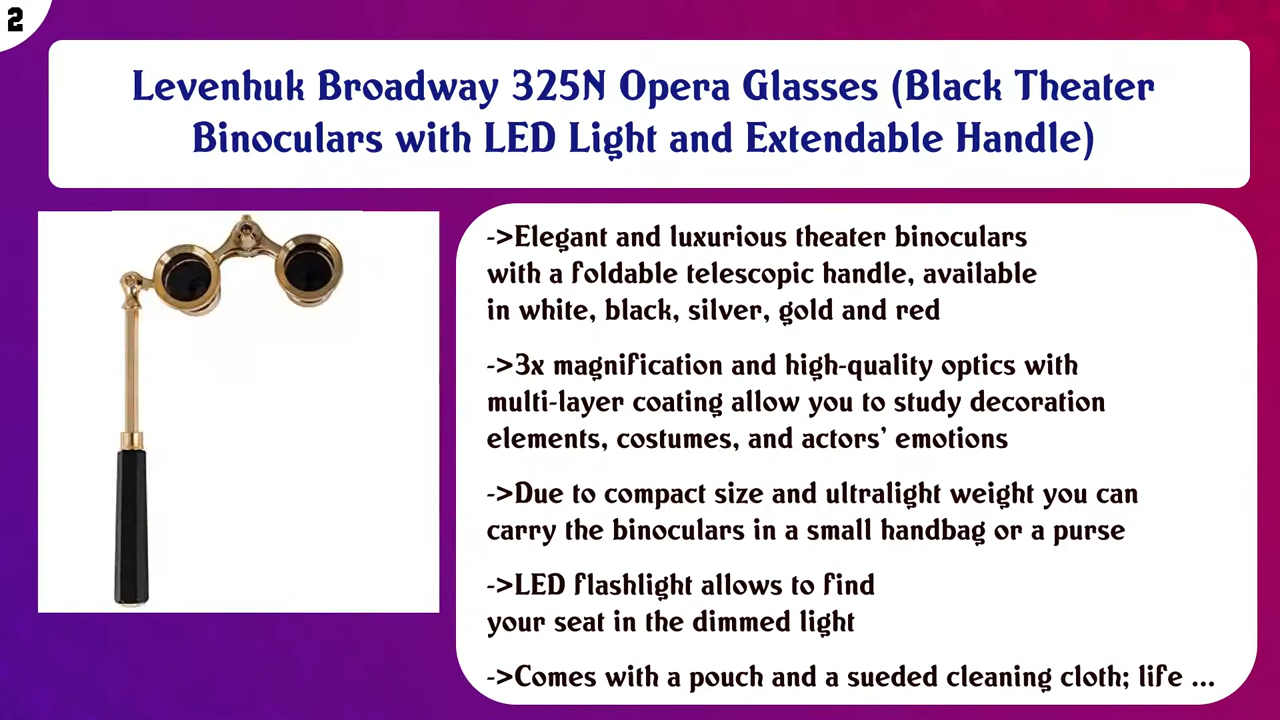 2
Levenhuk Broadway 325N Opera Glasses (Black Theater
Binoculars with LED Light and Extendable Handle)
->Elegant and luxurious theater binoculars
with a foldable telescopic handle, available
in white, black, silver, gold and red
->3x magnification and high-quality optics with
multi-layer coating allow you to study decoration
elements, costumes, and actors’ emotions
->Due to compact size and ultralight weight you can
carry the binoculars in a small handbag or a purse
->LED flashlight allows to find
your seat in the dimmed light
->Comes with a pouch and a sueded cleaning cloth; life ...